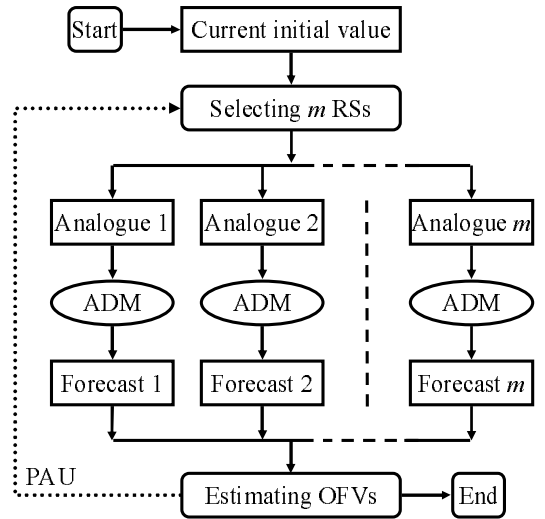 Start
Current initial value
Selecting m RSs
Analogue 1
Analogue 2
Analogue m
ADM
ADM
ADM
Forecast 1
Forecast 2
Forecast m
PAU
Estimating OFVs
End